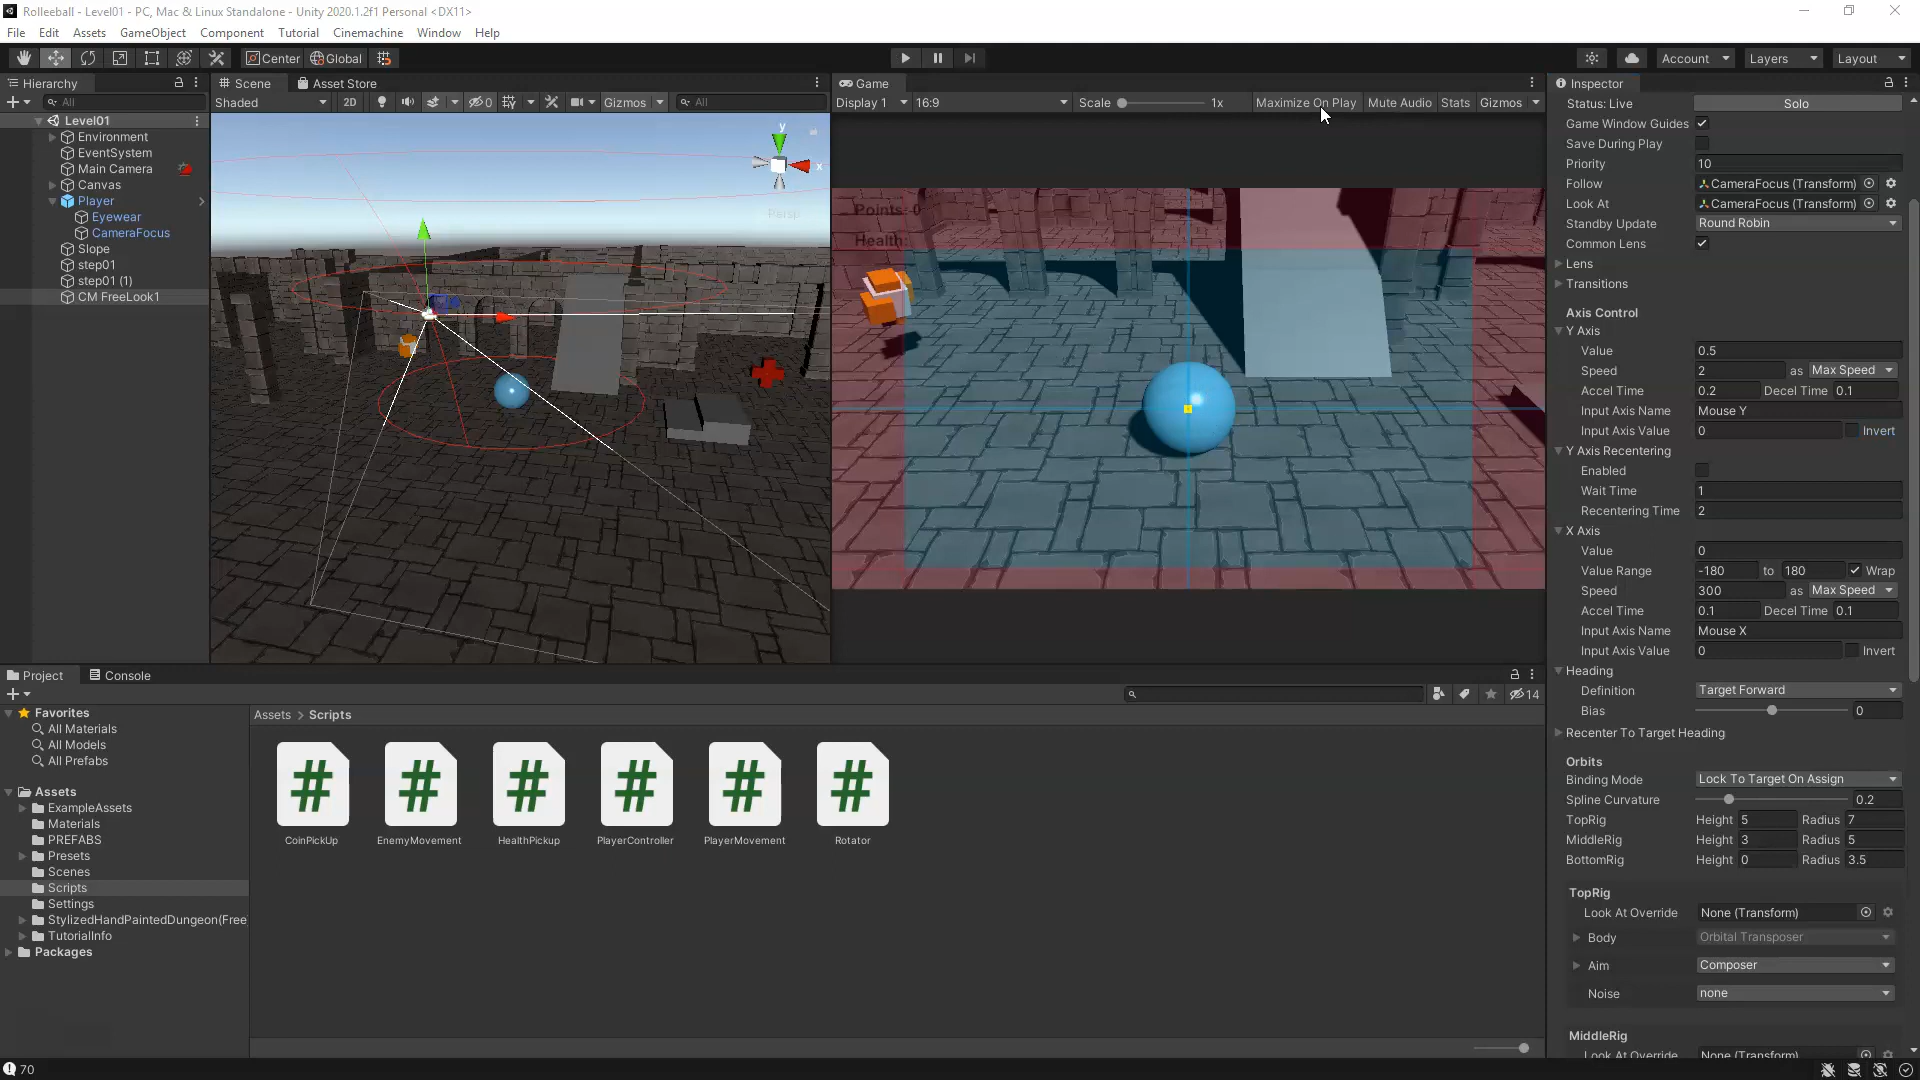 Rolleeball - Level01 - PC, Mac & Linux Standalone - Unity 2020.1.2f1 Personal <DX11>
File Edit Assets GameObject Component Tutorial Cinemachine Window Help
Center Global Account Layers Layout
Hierarchy
All
Level01
Environment
EventSystem
Main Camera
Canvas
Player
Eyewear
CameraFocus
Slope
step01
step01 (1)
CM FreeLook1
Scene Asset Store
Shaded 2D 0 Gizmos All
y
x
Persp
Game
Display 1 16:9 Scale 1x Maximize On Play Mute Audio Stats Gizmos
Points: 0
Health:
Inspector
Status: Live Solo
Game Window Guides
Save During Play
Priority 10
Follow CameraFocus (Transform)
Look At CameraFocus (Transform)
Standby Update Round Robin
Common Lens
Lens
Transitions
Axis Control
Y Axis
Value 0.5
Speed 2 as Max Speed
Accel Time 0.2 Decel Time 0.1
Input Axis Name Mouse Y
Input Axis Value 0 Invert
Y Axis Recentering
Enabled
Wait Time 1
Recentering Time 2
X Axis
Value 0
Value Range -180 to 180 Wrap
Speed 300 as Max Speed
Accel Time 0.1 Decel Time 0.1
Input Axis Name Mouse X
Input Axis Value 0 Invert
Heading
Definition Target Forward
Bias 0
Recenter To Target Heading
Orbits
Binding Mode Lock To Target On Assign
Spline Curvature 0.2
TopRig Height 5 Radius 7
MiddleRig Height 3 Radius 5
BottomRig Height 0 Radius 3.5
TopRig
Look At Override None (Transform)
Body Orbital Transposer
Aim Composer
Noise none
MiddleRig
Look At Override None (Transform)
Project Console
14
Favorites
All Materials
All Models
All Prefabs
Assets
ExampleAssets
Materials
PREFABS
Presets
Scenes
Scripts
Settings
StylizedHandPaintedDungeon(Free
TutorialInfo
Packages
Assets > Scripts
# # # # # #
CoinPickUp EnemyMovement HealthPickup PlayerController PlayerMovement Rotator
70